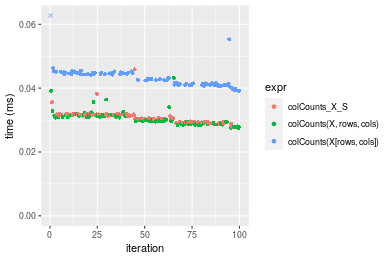 0.06
0.04
0.02
0.00
time (ms)
0
25
50
75
100
iteration
expr
colCounts_X_S
colCounts(X, rows, cols)
colCounts(X[rows, cols])